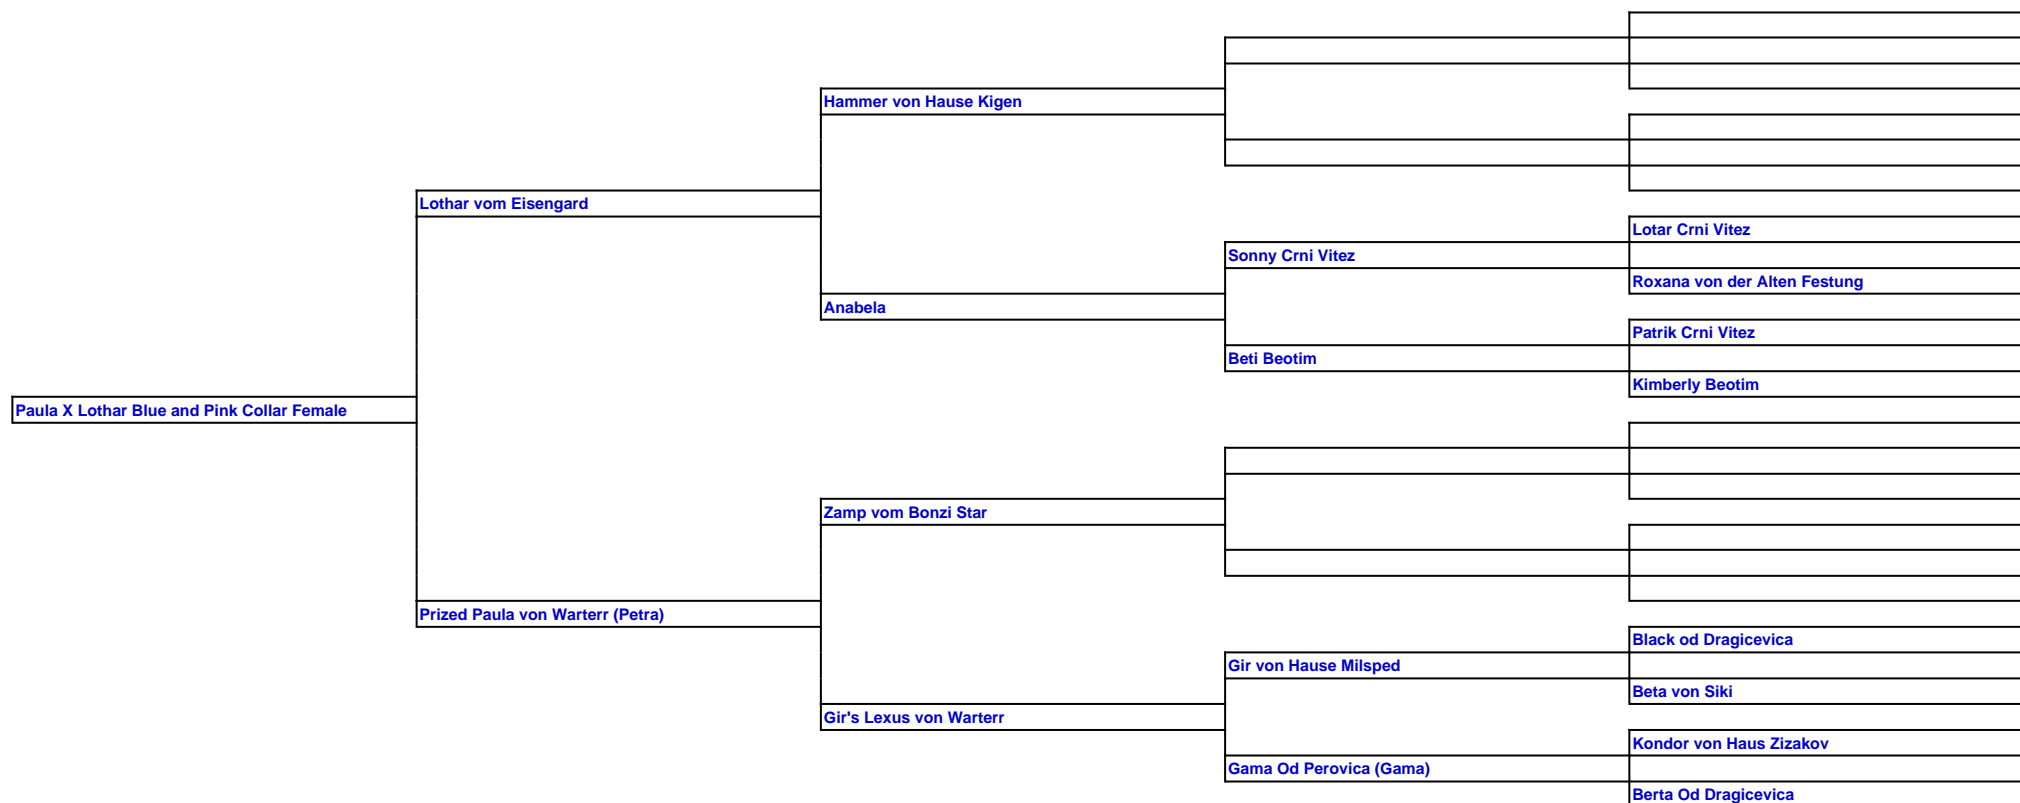 Hammer von Hause Kigen
Lothar vom Eisengard
Lotar Crni Vitez
Sonny Crni Vitez
Roxana von der Alten Festung
Anabela
Patrik Crni Vitez
Beti Beotim
Kimberly Beotim
Paula X Lothar Blue and Pink Collar Female
Zamp vom Bonzi Star
Prized Paula von Warterr (Petra)
Black od Dragicevica
Gir von Hause Milsped
Beta von Siki
Gir's Lexus von Warterr
Kondor von Haus Zizakov
Gama Od Perovica (Gama)
Berta Od Dragicevica